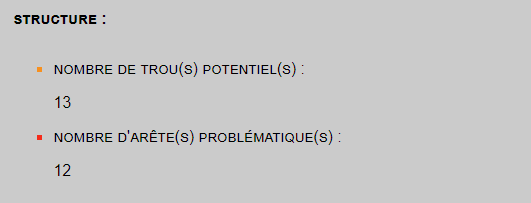 STRUCTURE :
NOMBRE DE TROU(S) POTENTIEL(S) :
13
NOMBRE D'ARÊTE(S) PROBLÉMATIQUE(S) :
12